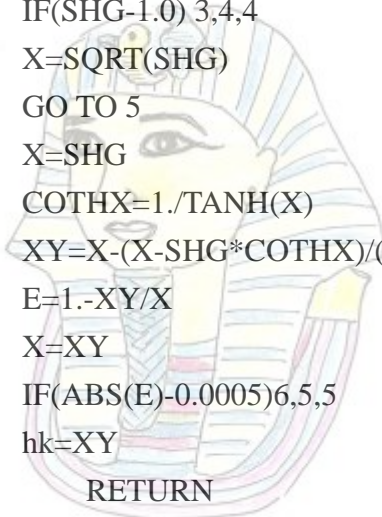 IF(SHG-1.0) 3,4,4
X=SQRT(SHG)
GO TO 5
X=SHG
COTHX=1./TANH(X)
XY=X-(X-SHG*COTHX)/(
E=1.-XY/X
X=XY
IF(ABS(E)-0.0005)6,5,5
hk=XY
RETURN